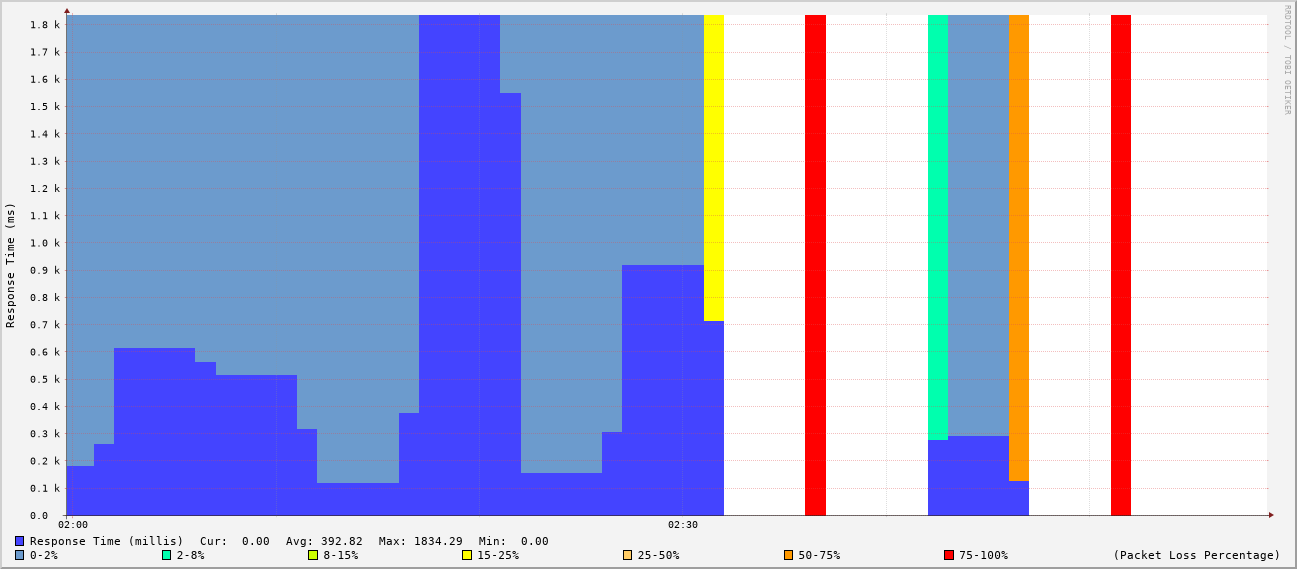 RRDTOOL / TOBI OETIKER
Response Time (ms)
1.8 k
1.7 k
1.6 k
1.5 k
1.4 k
1.3 k
1.2 k
1.1 k
1.0 k
0.9 k
0.8 k
0.7 k
0.6 k
0.5 k
0.4 k
0.3 k
0.2 k
0.1 k
0.0
02:00 02:30
Response Time (millis) Cur: 0.00 Avg: 392.82 Max: 1834.29 Min: 0.00
0-2% 2-8% 8-15% 15-25% 25-50% 50-75% 75-100% (Packet Loss Percentage)